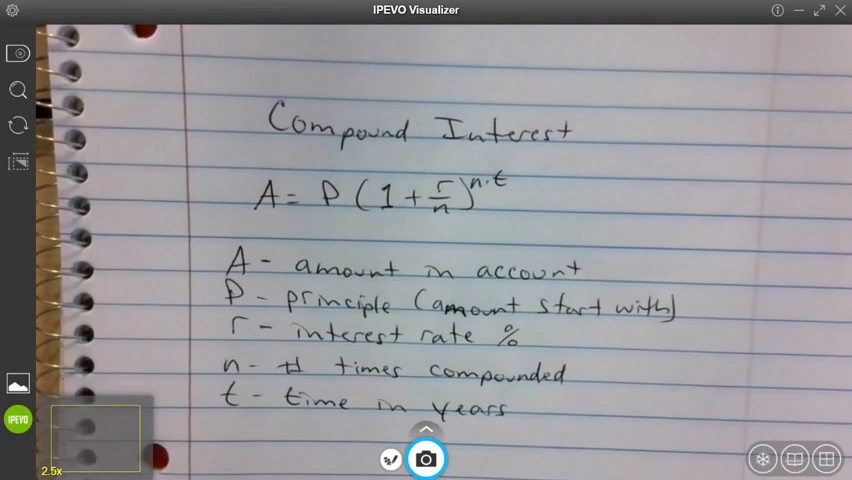 IPEVO Visualizer
Compound Interest
A = P (1 + r/n)^n·t
A - amount in account
P - principle (amount start with)
r - interest rate %
n - # times compounded
t - time in years
IPEVO
2.5x